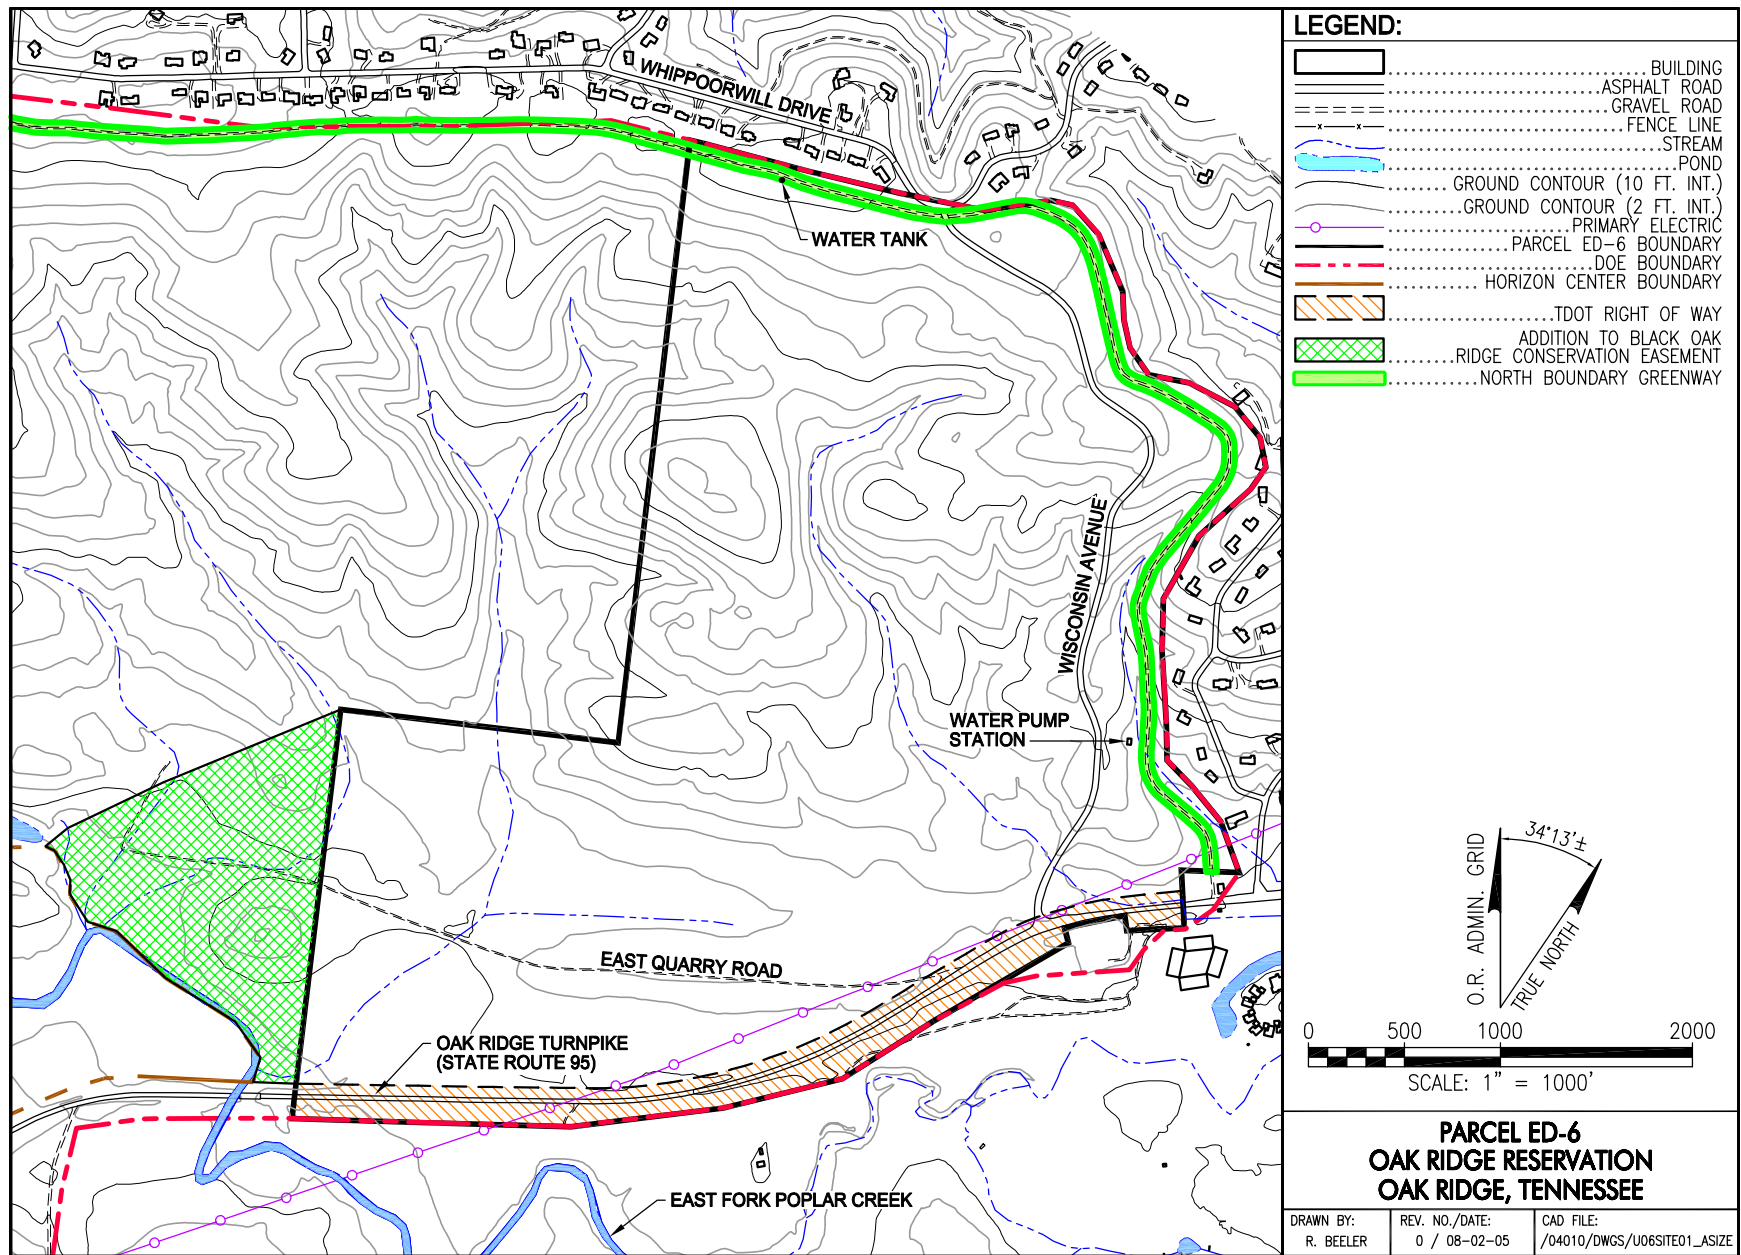 WHIPPOORWILL DRIVE
WATER TANK
WISCONSIN AVENUE
WATER PUMP
STATION
EAST QUARRY ROAD
OAK RIDGE TURNPIKE
(STATE ROUTE 95)
EAST FORK POPLAR CREEK
LEGEND:
BUILDING
ASPHALT ROAD
GRAVEL ROAD
FENCE LINE
STREAM
POND
GROUND CONTOUR (10 FT. INT.)
GROUND CONTOUR (2 FT. INT.)
PRIMARY ELECTRIC
PARCEL ED-6 BOUNDARY
DOE BOUNDARY
HORIZON CENTER BOUNDARY
TDOT RIGHT OF WAY
ADDITION TO BLACK OAK
RIDGE CONSERVATION EASEMENT
NORTH BOUNDARY GREENWAY
34°13'±
O.R. ADMIN. GRID
TRUE NORTH
0 500 1000 2000
SCALE: 1" = 1000'
PARCEL ED-6
OAK RIDGE RESERVATION
OAK RIDGE, TENNESSEE
DRAWN BY:
R. BEELER
REV. NO./DATE:
0 / 08-02-05
CAD FILE:
/04010/DWGS/U06SITE01_ASIZE